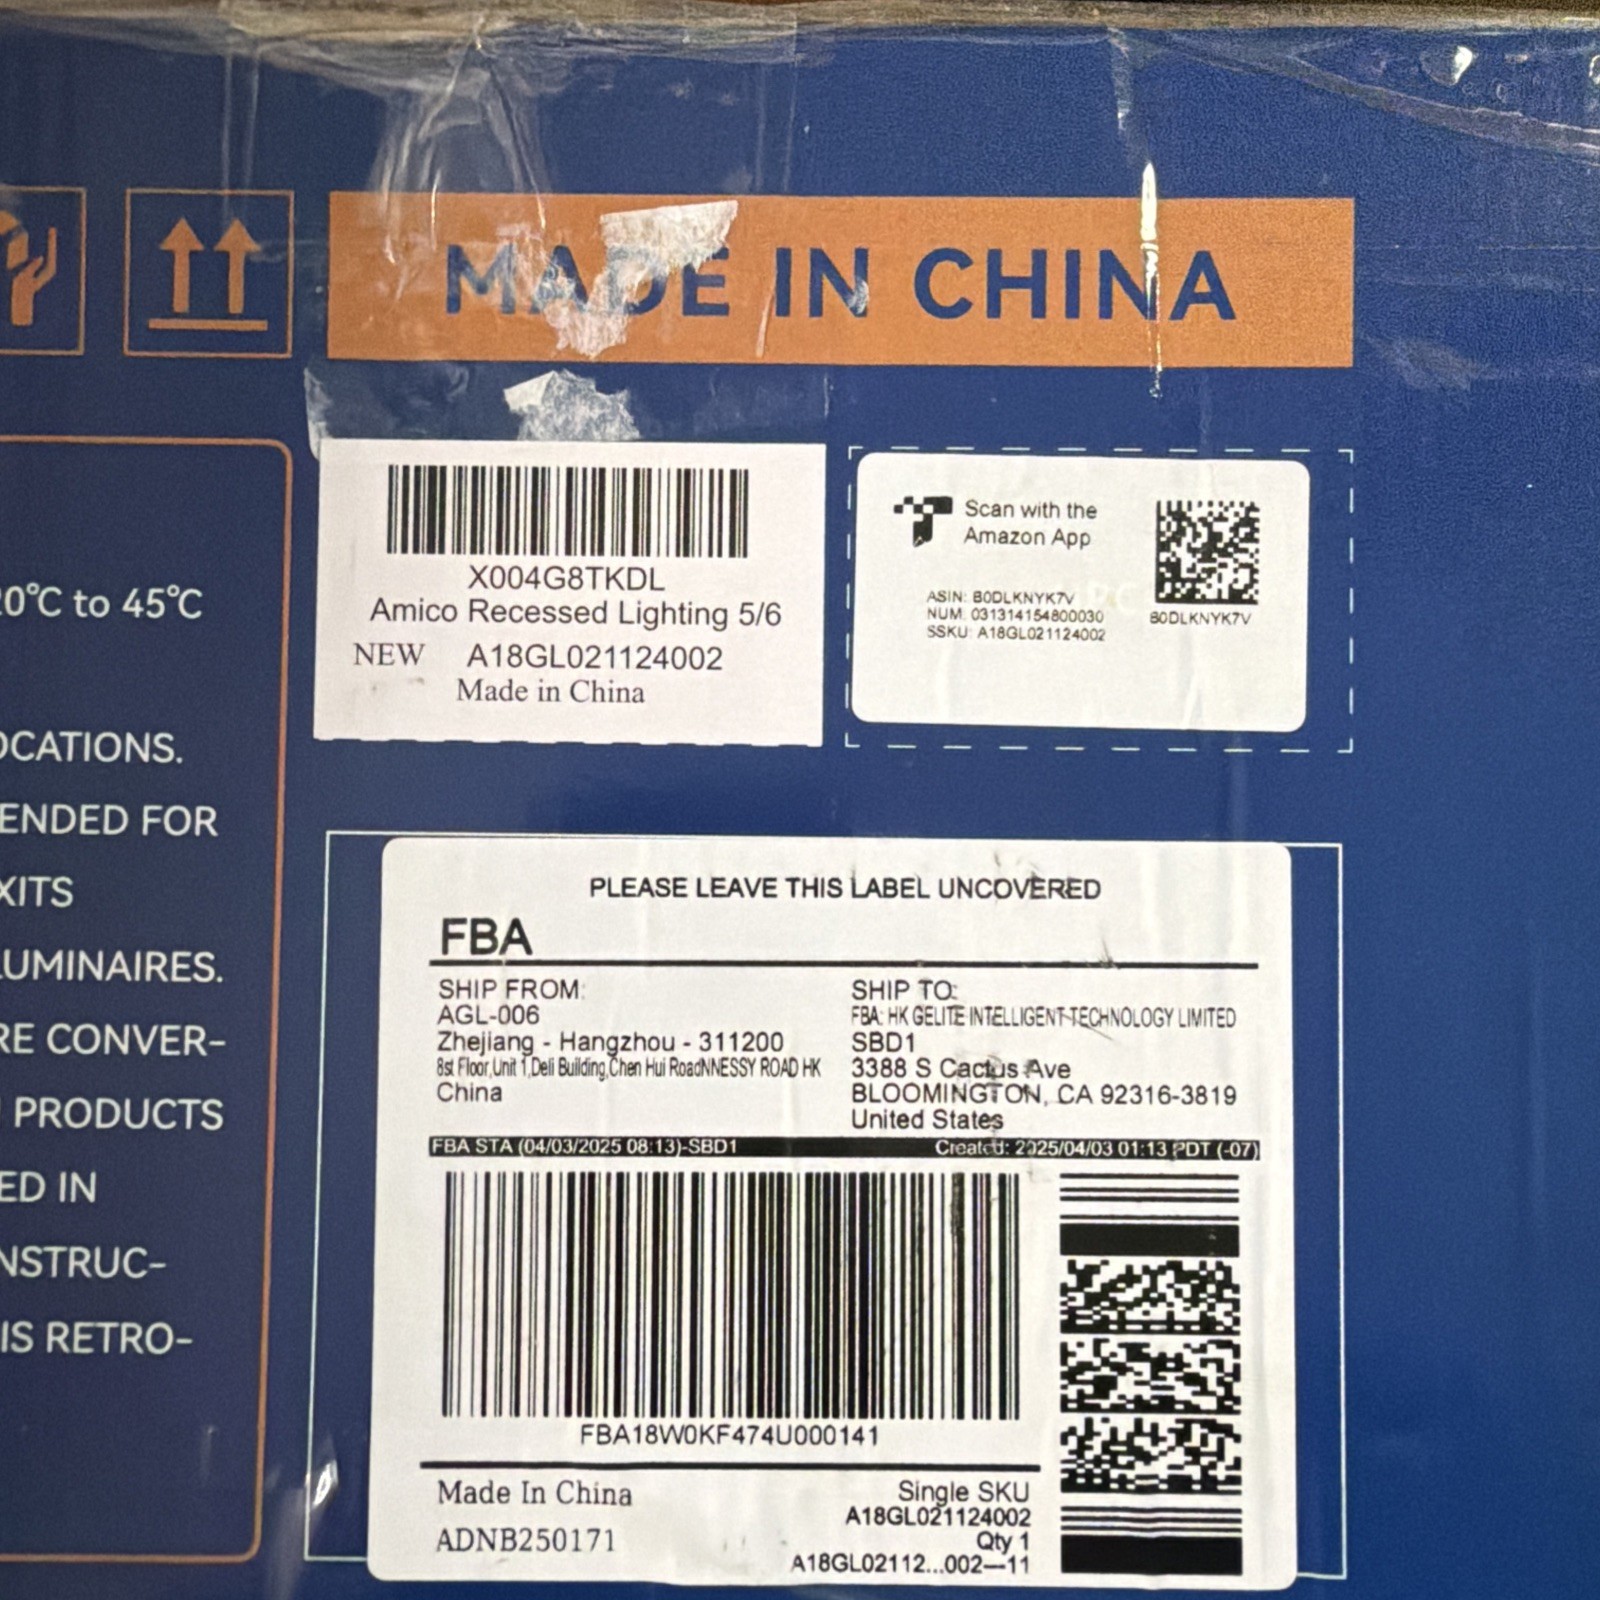 MADE IN CHINA
20°C to 45°C
OCATIONS.
ENDED FOR
XITS
LUMINAIRES.
RE CONVER-
PRODUCTS
ED IN
NSTRUC-
IS RETRO-
X004G8TKDL
Amico Recessed Lighting 5/6
NEW A18GL021124002
Made in China
Scan with the
Amazon App
ASIN: B0DLKNYK7V
NUM: 031314154800030
SSKU: A18GL021124002
B0DLKNYK7V
PLEASE LEAVE THIS LABEL UNCOVERED
FBA
SHIP FROM:
AGL-006
Zhejiang - Hangzhou - 311200
8st Floor,Unit 1,Deli Building,Chen Hui RoadNNESSY ROAD HK
China
SHIP TO:
FBA: HK GELITE INTELLIGENT TECHNOLOGY LIMITED
SBD1
3388 S Cactus Ave
BLOOMINGTON, CA 92316-3819
United States
FBA STA (04/03/2025 08:13)-SBD1 Created: 2025/04/03 01:13 PDT (-07)
FBA18W0KF474U000141
Made In China
ADNB250171
Single SKU
A18GL021124002
Qty 1
A18GL02112...002—11